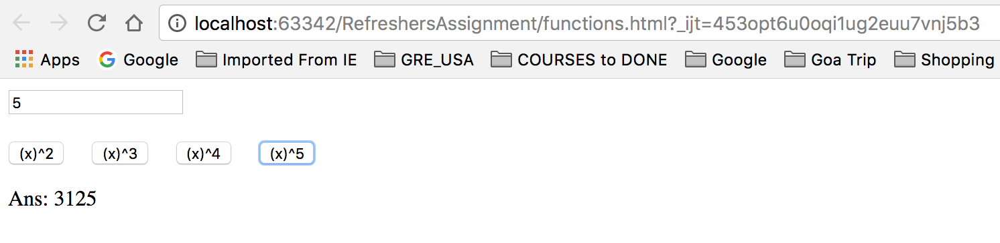 localhost:63342/RefreshersAssignment/functions.html?_ijt=453opt6u0oqi1ug2euu7vnj5b3
Apps Google Imported From IE GRE_USA COURSES to DONE Google Goa Trip Shopping
5
(x)^2 (x)^3 (x)^4 (x)^5
Ans: 3125